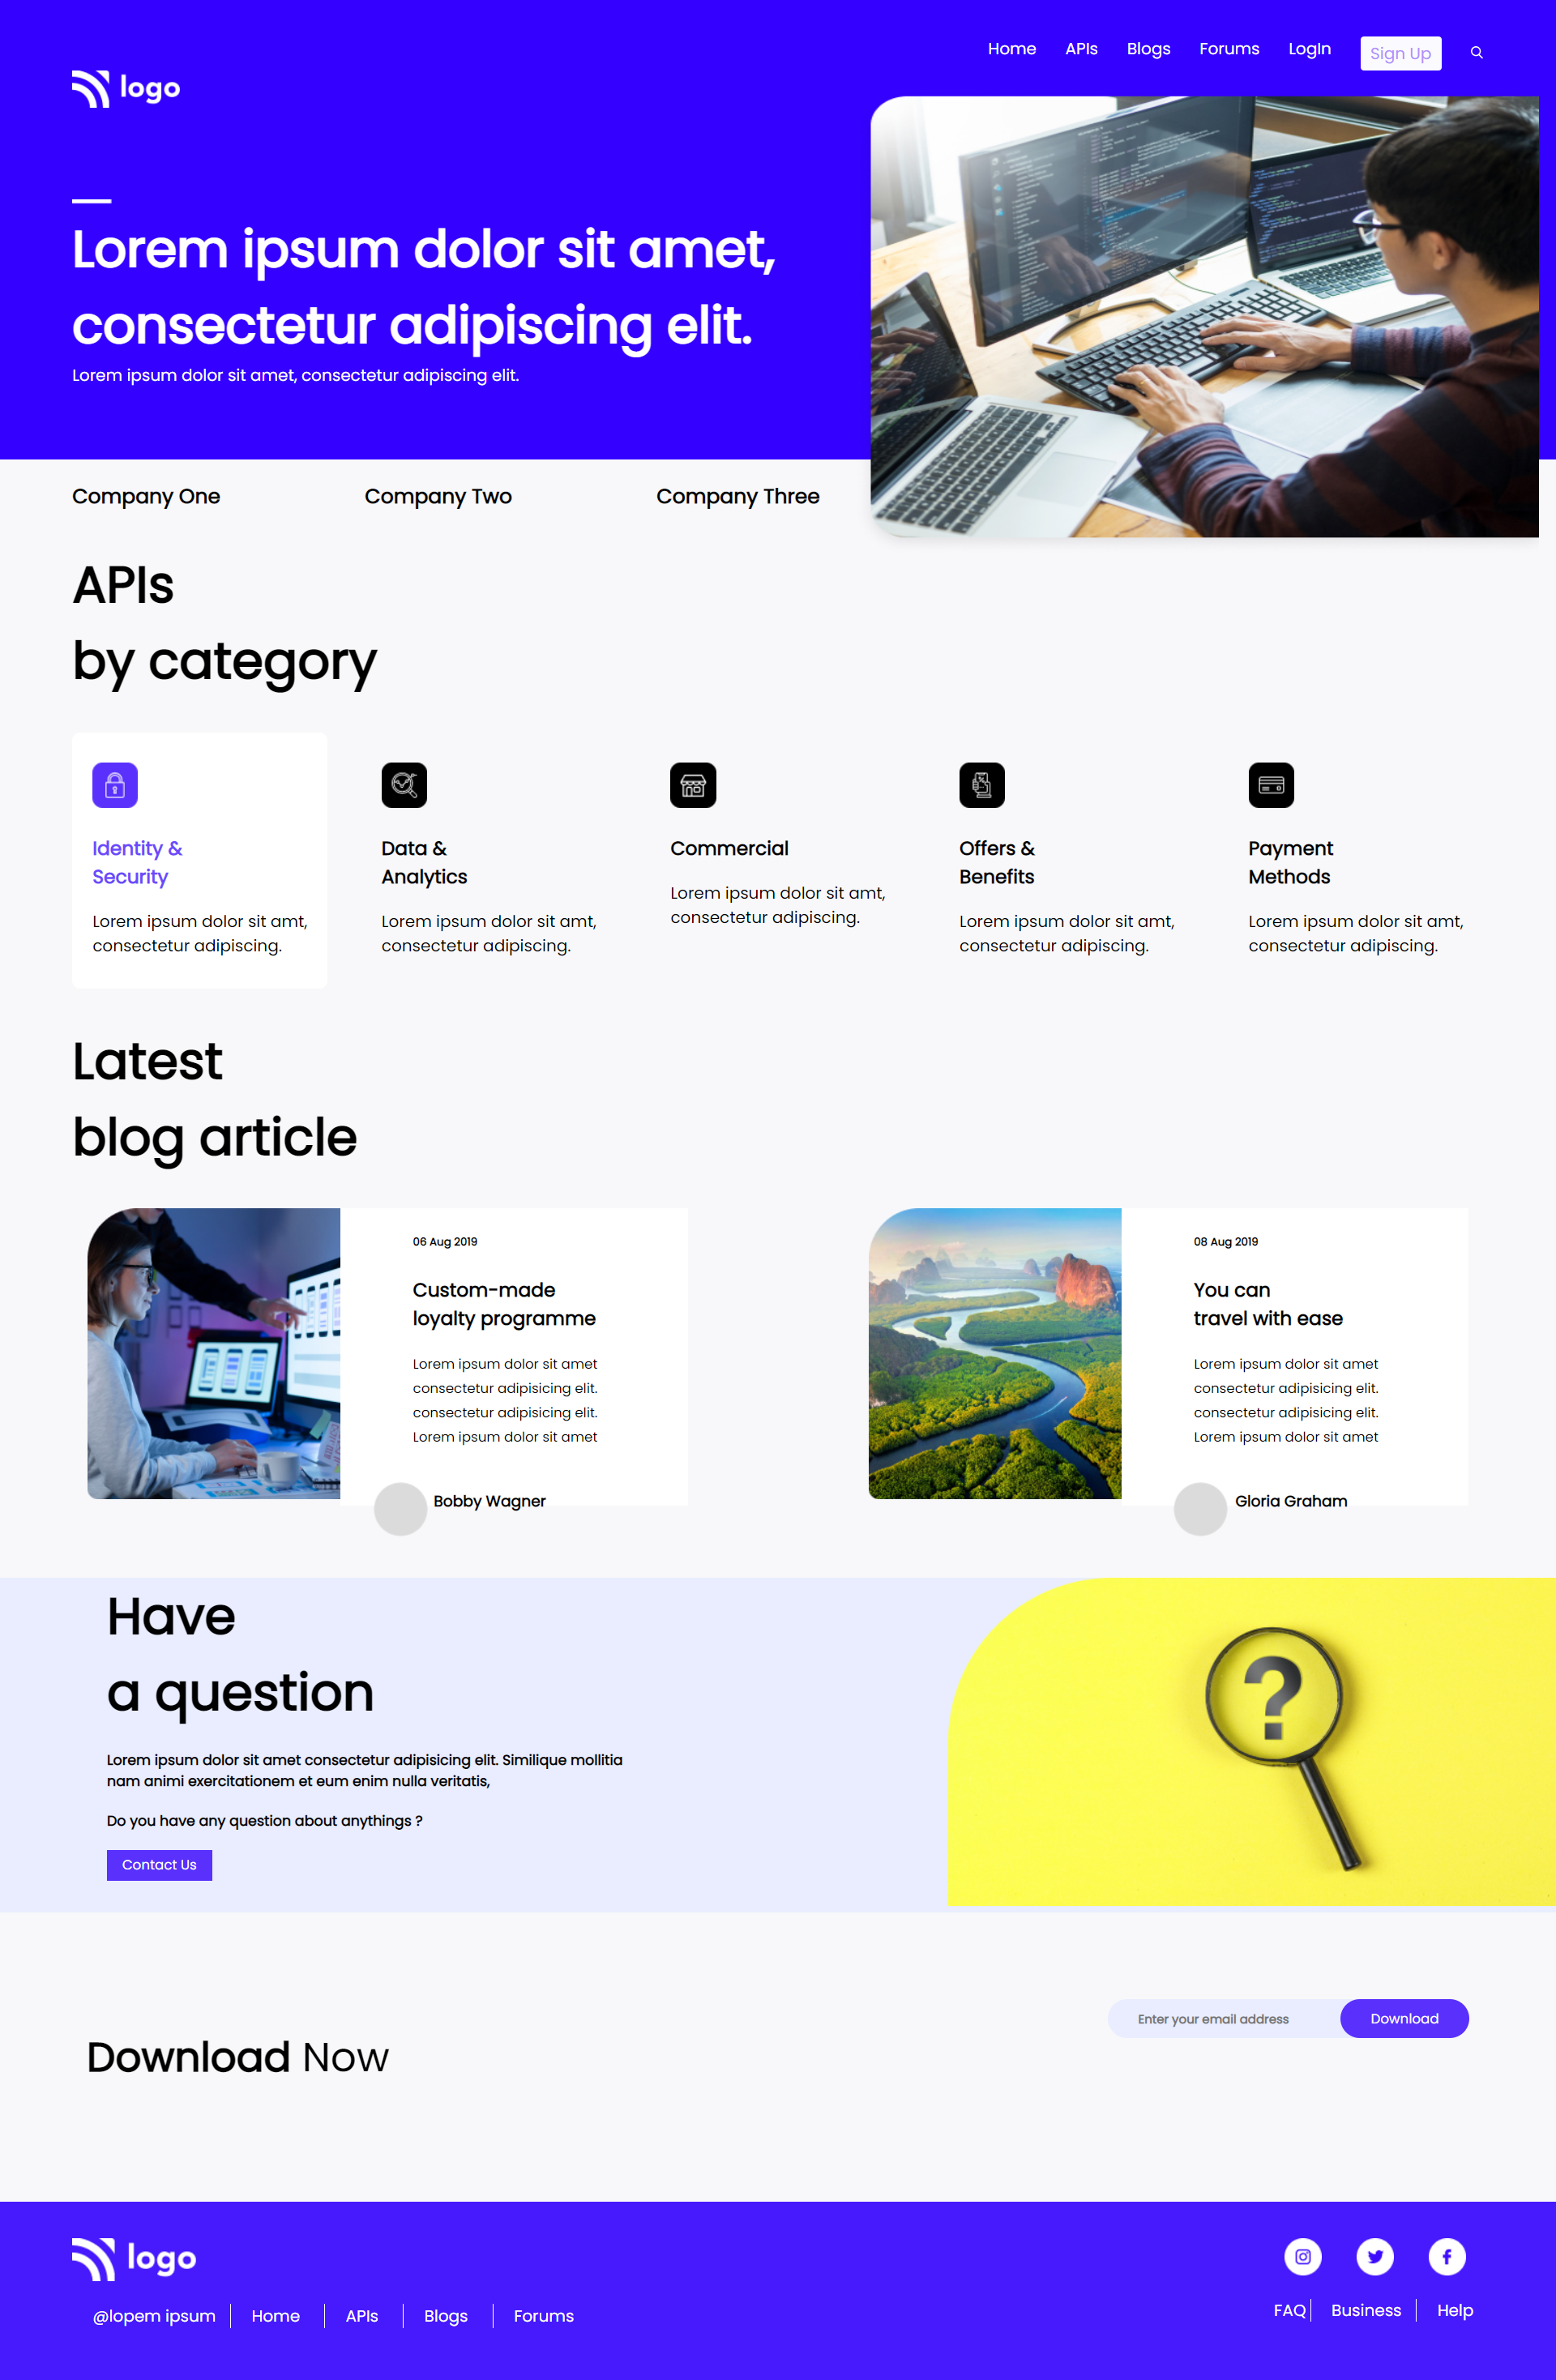 Home APIs Blogs Forums LogIn Sign Up
logo
Lorem ipsum dolor sit amet,
consectetur adipiscing elit.
Lorem ipsum dolor sit amet, consectetur adipiscing elit.
Company One Company Two Company Three
APIs
by category
Identity &
Security
Lorem ipsum dolor sit amt,
consectetur adipiscing.
Data &
Analytics
Lorem ipsum dolor sit amt,
consectetur adipiscing.
Commercial
Lorem ipsum dolor sit amt,
consectetur adipiscing.
Offers &
Benefits
Lorem ipsum dolor sit amt,
consectetur adipiscing.
Payment
Methods
Lorem ipsum dolor sit amt,
consectetur adipiscing.
Latest
blog article
06 Aug 2019
Custom-made
loyalty programme
Lorem ipsum dolor sit amet
consectetur adipisicing elit.
consectetur adipisicing elit.
Lorem ipsum dolor sit amet
Bobby Wagner
08 Aug 2019
You can
travel with ease
Lorem ipsum dolor sit amet
consectetur adipisicing elit.
consectetur adipisicing elit.
Lorem ipsum dolor sit amet
Gloria Graham
Have
a question
Lorem ipsum dolor sit amet consectetur adipisicing elit. Similique mollitia
nam animi exercitationem et eum enim nulla veritatis,
Do you have any question about anythings ?
Contact Us
?
Enter your email address Download
Download Now
logo
@lopem ipsum Home APIs Blogs Forums
FAQ Business Help